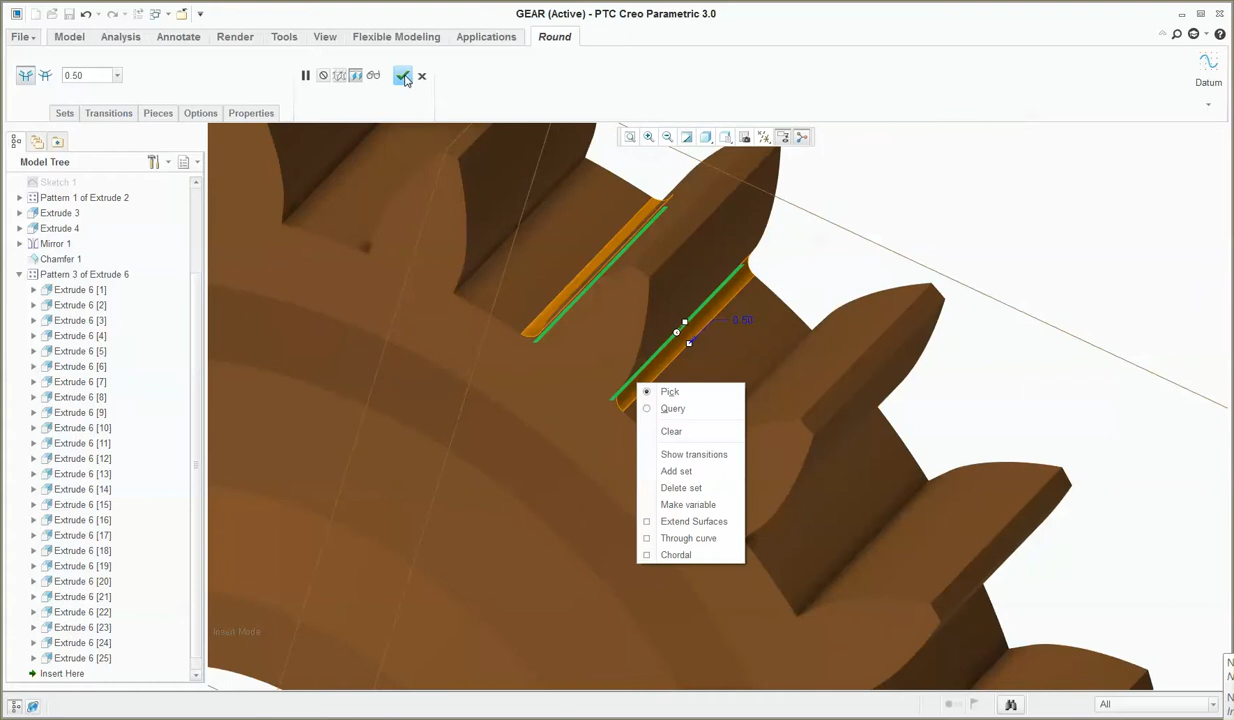 GEAR (Active) - PTC Creo Parametric 3.0
File Model Analysis Annotate Render Tools View Flexible Modeling Applications Round
0.50
Datum
Sets Transitions Pieces Options Properties
Model Tree
Sketch 1
Pattern 1 of Extrude 2
Extrude 3
Extrude 4
Mirror 1
Chamfer 1
Pattern 3 of Extrude 6
Extrude 6 [1]
Extrude 6 [2]
Extrude 6 [3]
Extrude 6 [4]
Extrude 6 [5]
Extrude 6 [6]
Extrude 6 [7]
Extrude 6 [8]
Extrude 6 [9]
Extrude 6 [10]
Extrude 6 [11]
Extrude 6 [12]
Extrude 6 [13]
Extrude 6 [14]
Extrude 6 [15]
Extrude 6 [16]
Extrude 6 [17]
Extrude 6 [18]
Extrude 6 [19]
Extrude 6 [20]
Extrude 6 [21]
Extrude 6 [22]
Extrude 6 [23]
Extrude 6 [24]
Extrude 6 [25]
Insert Here
0.50
Pick
Query
Clear
Show transitions
Add set
Delete set
Make variable
Extend Surfaces
Through curve
Chordal
Insert Mode
All